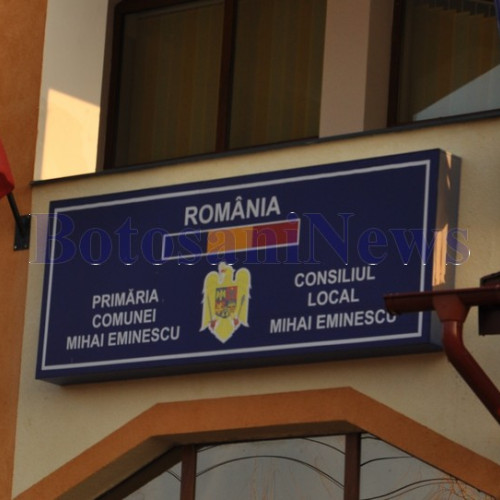 ROMÂNIA
BotosaniNews
PRIMĂRIA
COMUNEI
MIHAI EMINESCU
CONSILIUL
LOCAL
MIHAI EMINESCU